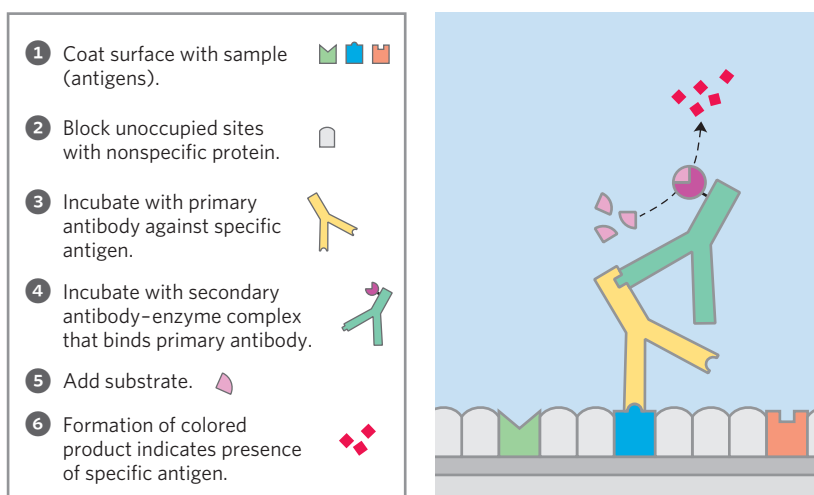 1 Coat surface with sample
(antigens).
2 Block unoccupied sites
with nonspecific protein.
3 Incubate with primary
antibody against specific
antigen.
4 Incubate with secondary
antibody–enzyme complex
that binds primary antibody.
5 Add substrate.
6 Formation of colored
product indicates presence
of specific antigen.